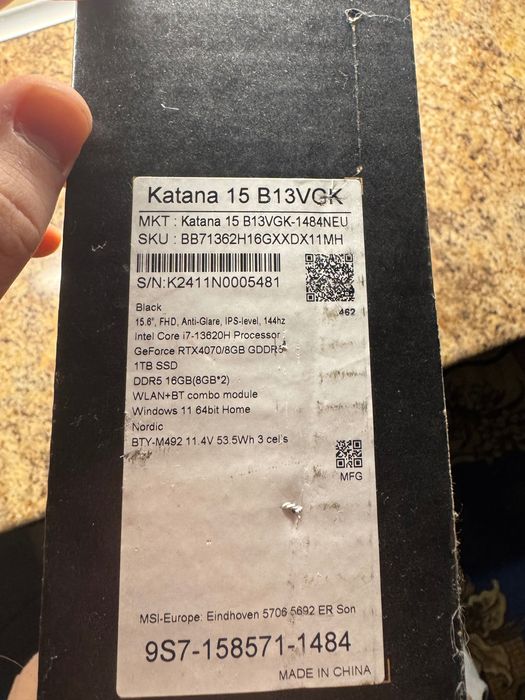 Katana 15 B13VGK
MKT : Katana 15 B13VGK-1484NEU
SKU : BB71362H16GXXDX11MH
S/N:K2411N0005481
462
Black
15.6", FHD, Anti-Glare, IPS-level, 144hz
Intel Core i7-13620H Processor
GeForce RTX4070/8GB GDDR6
1TB SSD
DDR5 16GB(8GB*2)
WLAN+BT combo module
Windows 11 64bit Home
Nordic
BTY-M492 11.4V 53.5Wh 3 cells
MFG
MSI-Europe: Eindhoven 5706 5692 ER Son
9S7-158571-1484
MADE IN CHINA